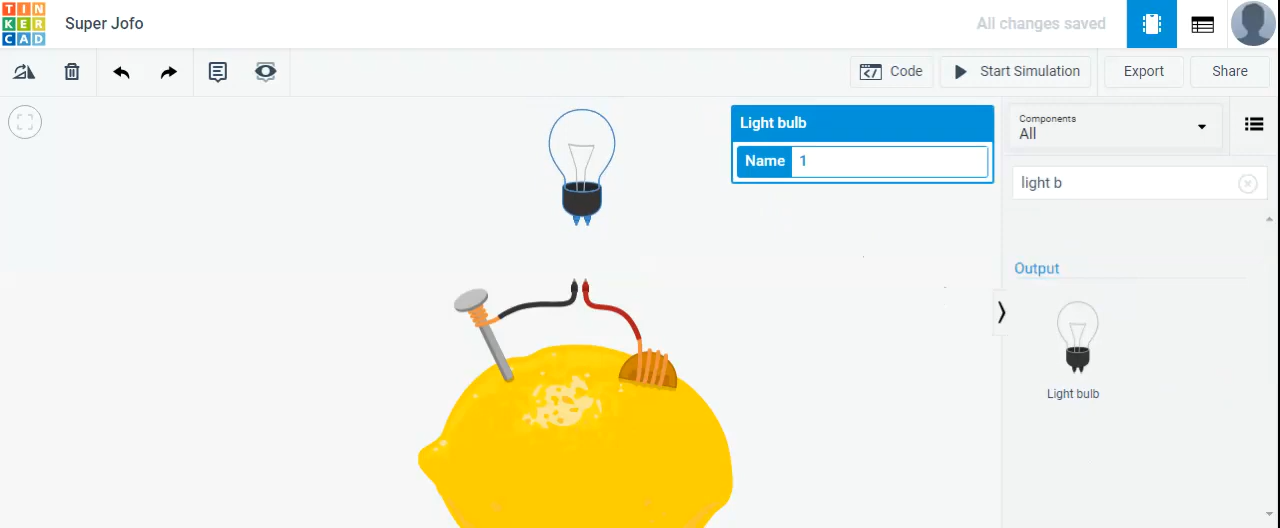 TIN
KER
CAD
Super Jofo
All changes saved
Code
Start Simulation
Export
Share
Light bulb
Name 1
Components
All
light b
Output
Light bulb